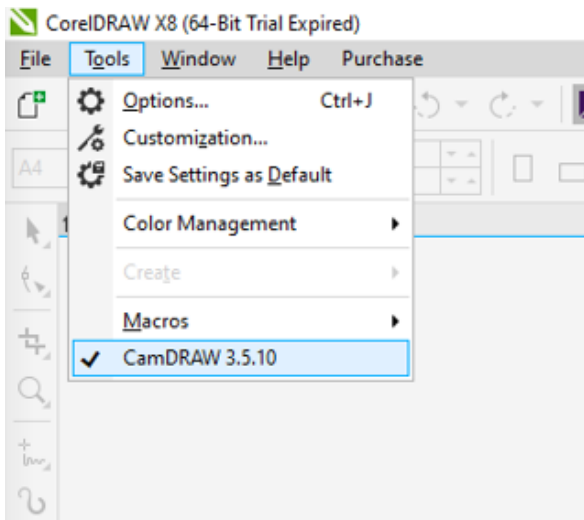 CorelDRAW X8 (64-Bit Trial Expired)
File Tools Window Help Purchase
Options... Ctrl+J
Customization...
A4
Save Settings as Default
Color Management
Create
Macros
CamDRAW 3.5.10